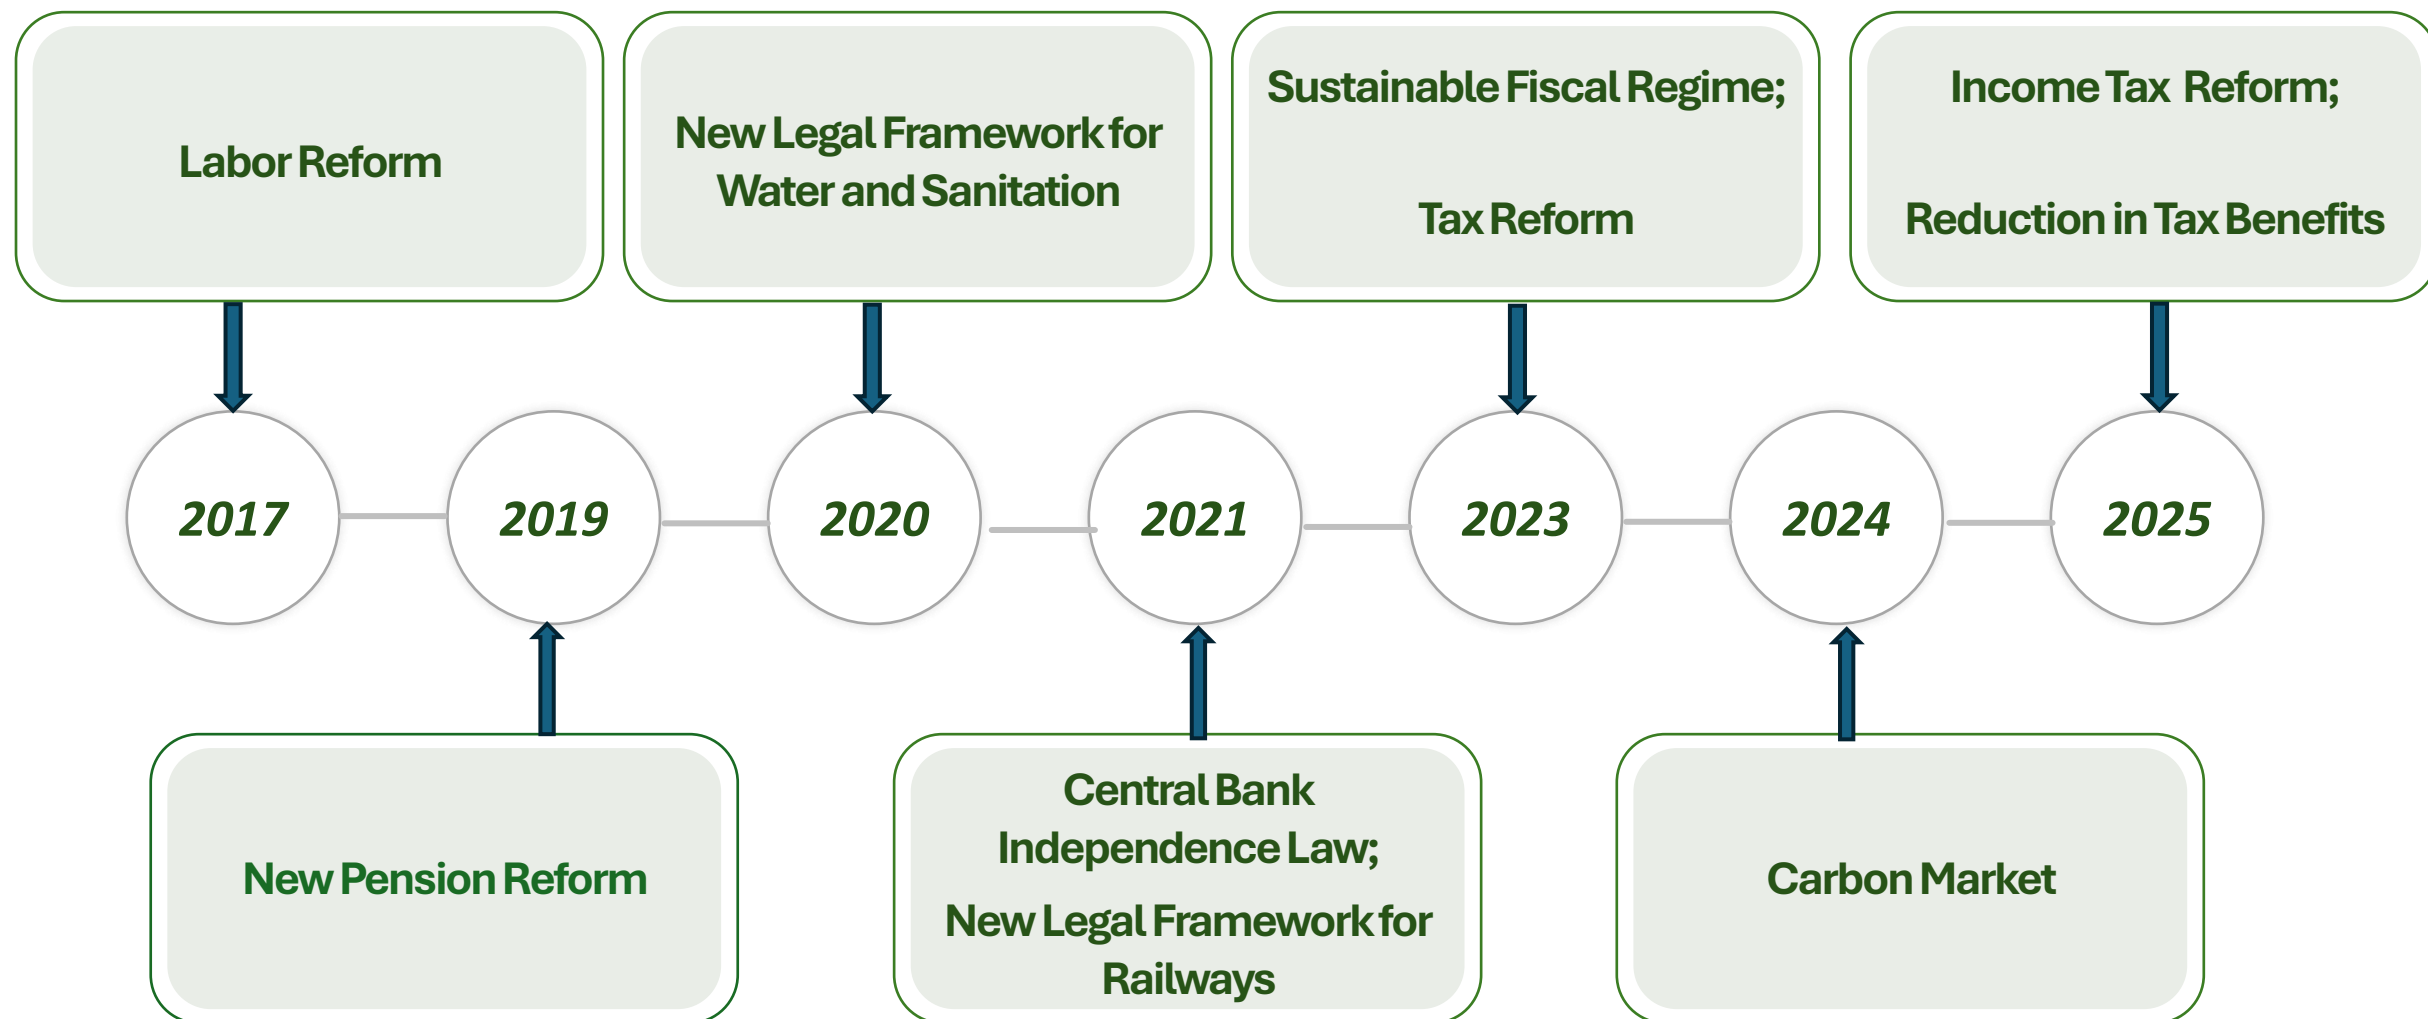 Labor Reform
New Legal Framework for
Water and Sanitation
Sustainable Fiscal Regime;
Tax Reform
Income Tax Reform;
Reduction in Tax Benefits
2017
2019
2020
2021
2023
2024
2025
New Pension Reform
Central Bank
Independence Law;
New Legal Framework for
Railways
Carbon Market